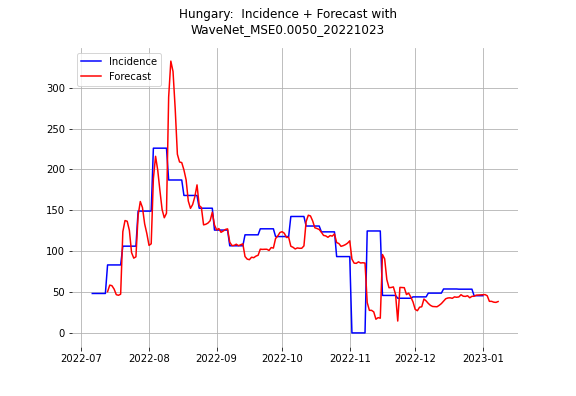 Hungary:  Incidence + Forecast with
WaveNet_MSE0.0050_20221023
Incidence
Forecast
300
250
200
150
100
50
0
2022-07 2022-08 2022-09 2022-10 2022-11 2022-12 2023-01